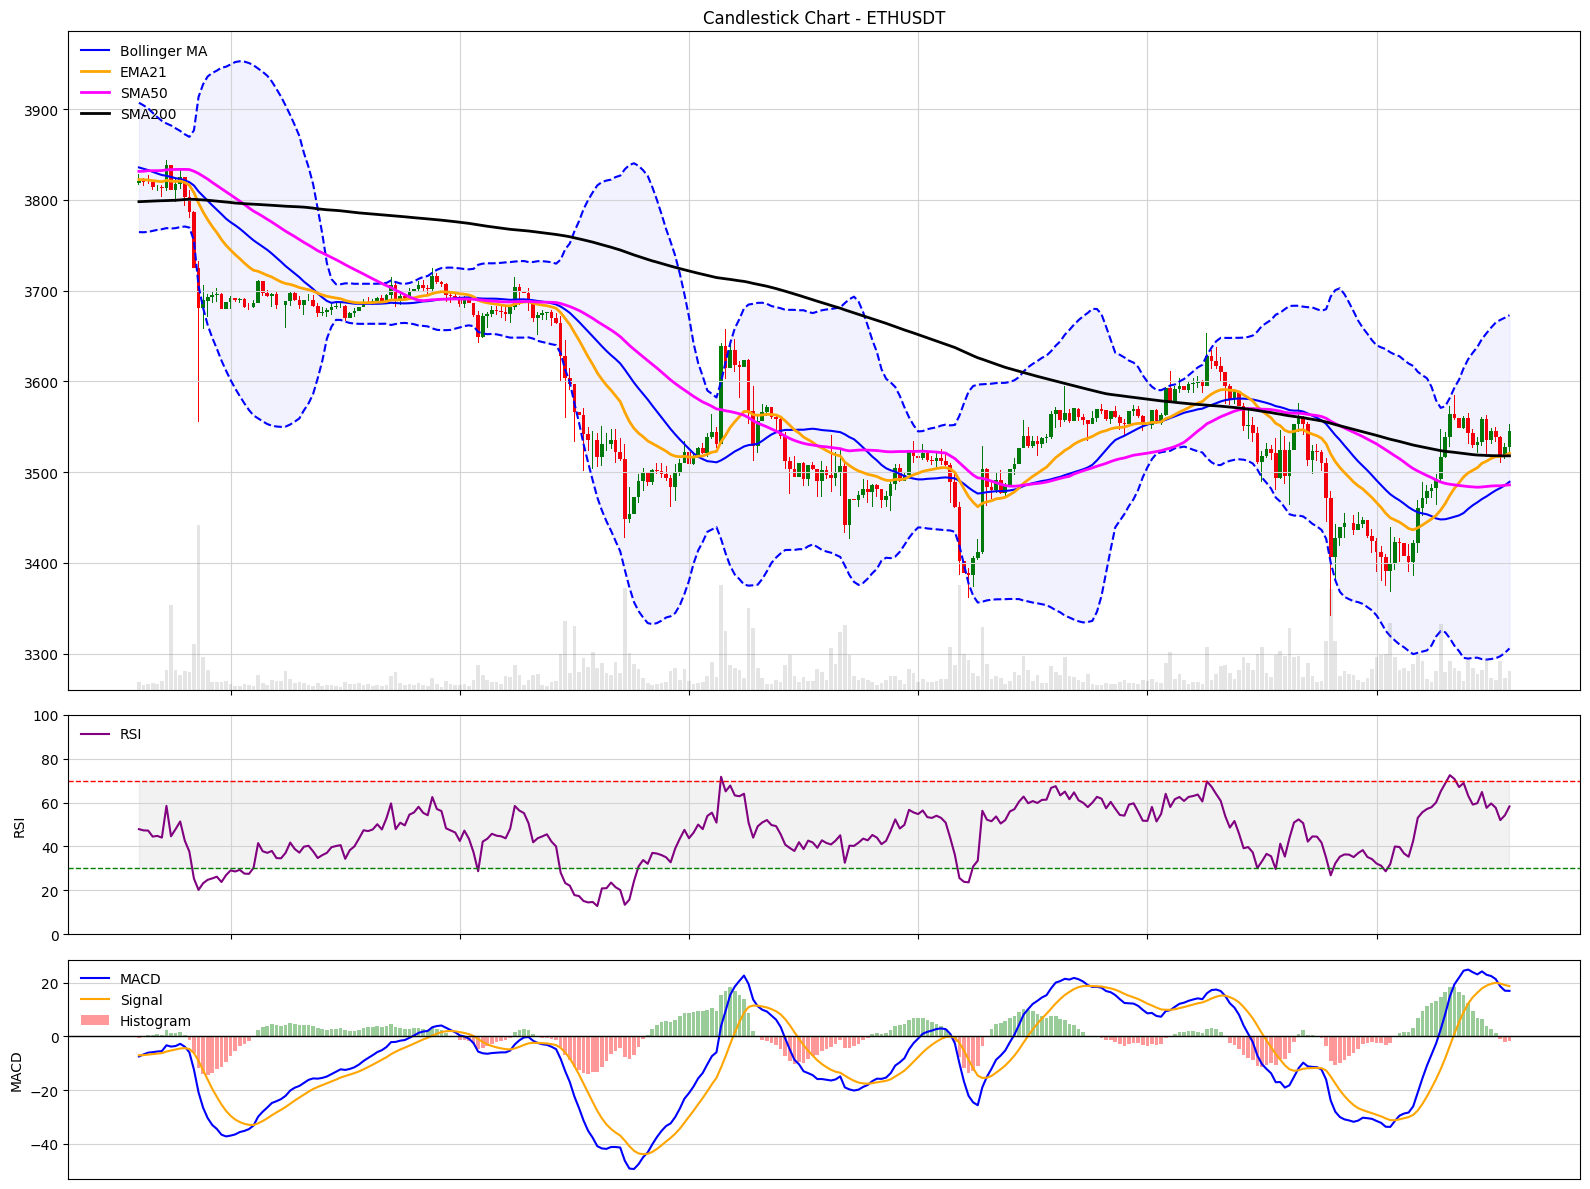 Candlestick Chart - ETHUSDT
Bollinger MA
EMA21
SMA50
SMA200
3900
3800
3700
3600
3500
3400
3300
RSI
100
80
60
40
20
0
RSI
MACD
Signal
Histogram
20
0
−20
−40
MACD